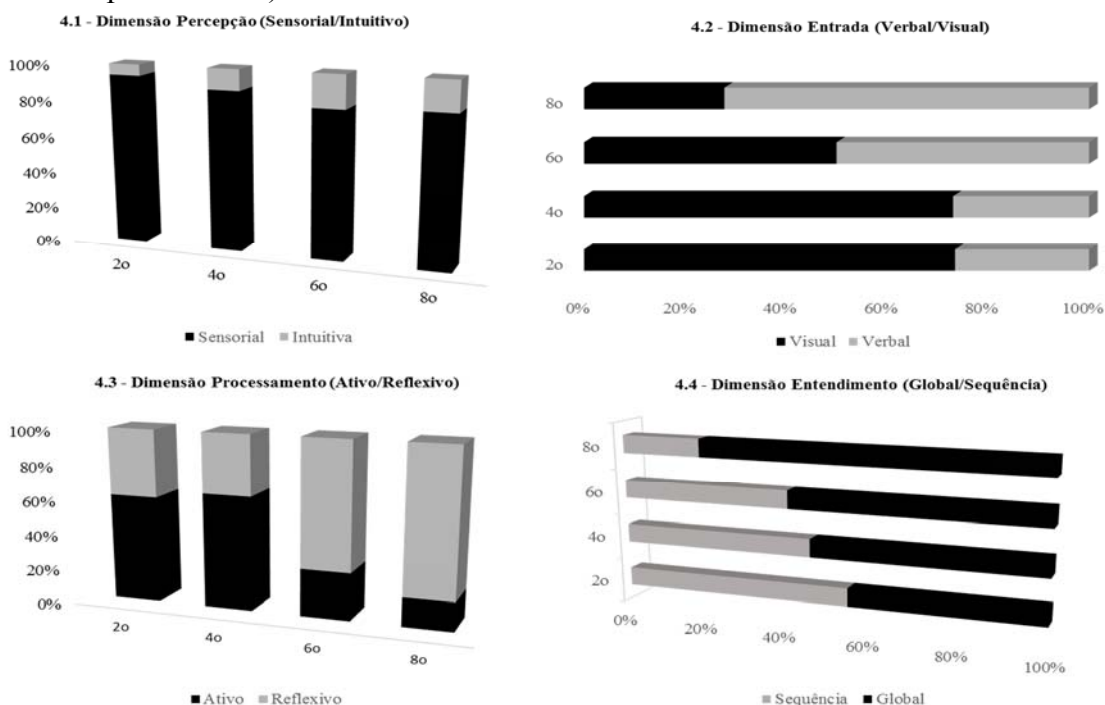 4.1 - Dimensão Percepção (Sensorial/Intuitivo)
100%
80%
60%
40%
20%
0%
2o
4o
6o
8o
Sensorial Intuitiva
4.2 - Dimensão Entrada (Verbal/Visual)
8o
6o
4o
2o
0% 20% 40% 60% 80% 100%
Visual Verbal
4.3 - Dimensão Processamento (Ativo/Reflexivo)
100%
80%
60%
40%
20%
0%
2o
4o
6o
8o
Ativo Reflexivo
4.4 - Dimensão Entendimento (Global/Sequência)
8o
6o
4o
2o
0% 20% 40% 60% 80% 100%
Sequência Global